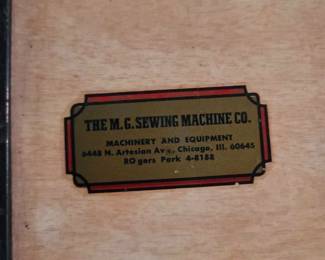 THE M.G. SEWING MACHINE CO.
MACHINERY AND EQUIPMENT
6448 N. Artesian Ave., Chicago, Ill. 60645
ROgers Park 4-8188